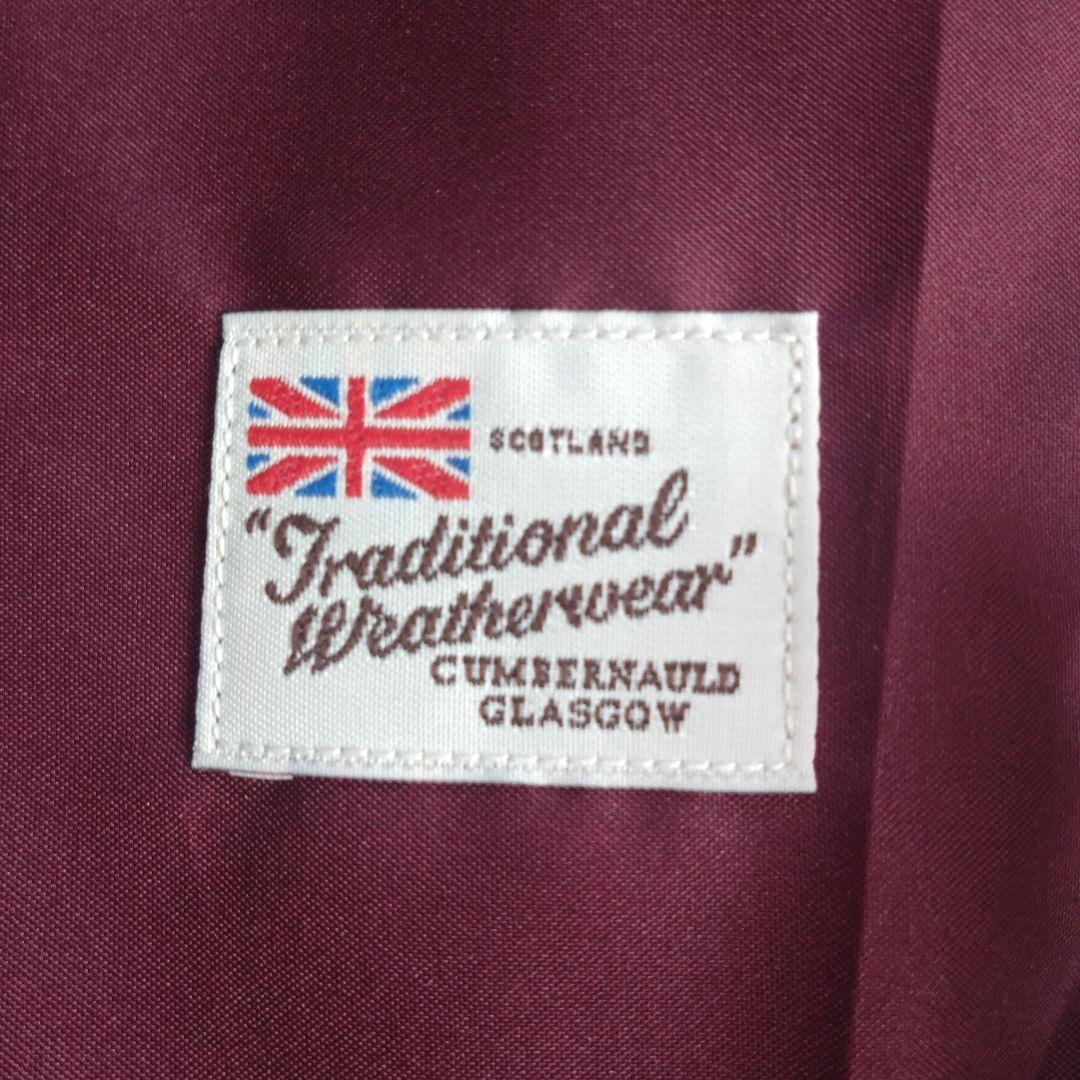 SCOTLAND
"Traditional
Weatherwear"
CUMBERNAULD
GLASGOW